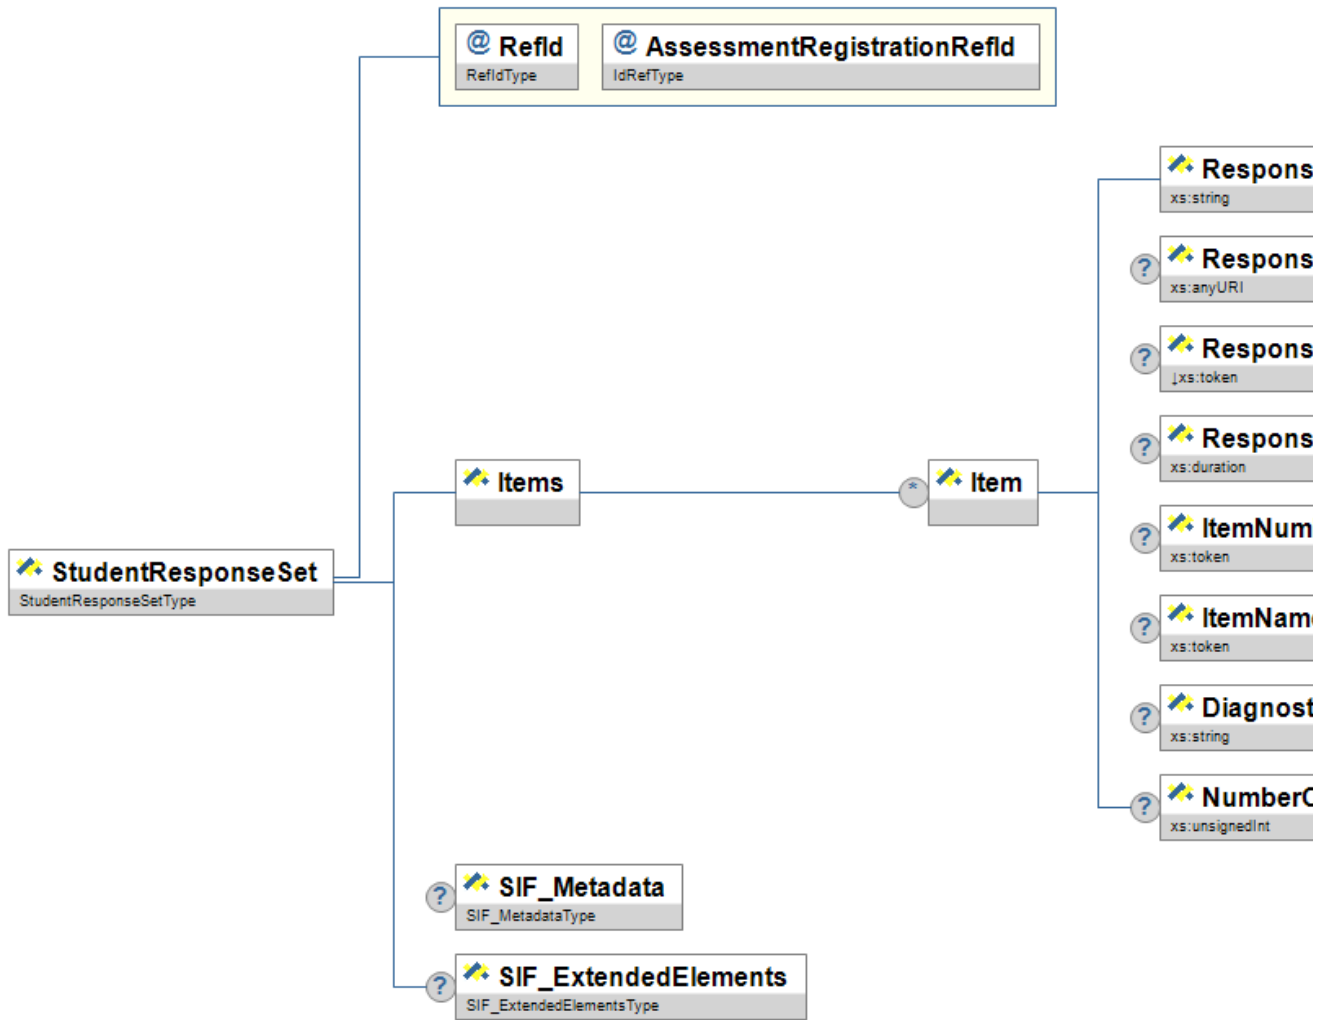 @ RefId
RefIdType
@ AssessmentRegistrationRefId
IdRefType
Respons
xs:string
? Respons
xs:anyURI
? Respons
↓xs:token
? Respons
xs:duration
Items
* Item
? ItemNum
xs:token
StudentResponseSet
StudentResponseSetType
? ItemNam
xs:token
? Diagnost
xs:string
? Number
xs:unsignedInt
? SIF_Metadata
SIF_MetadataType
? SIF_ExtendedElements
SIF_ExtendedElementsType